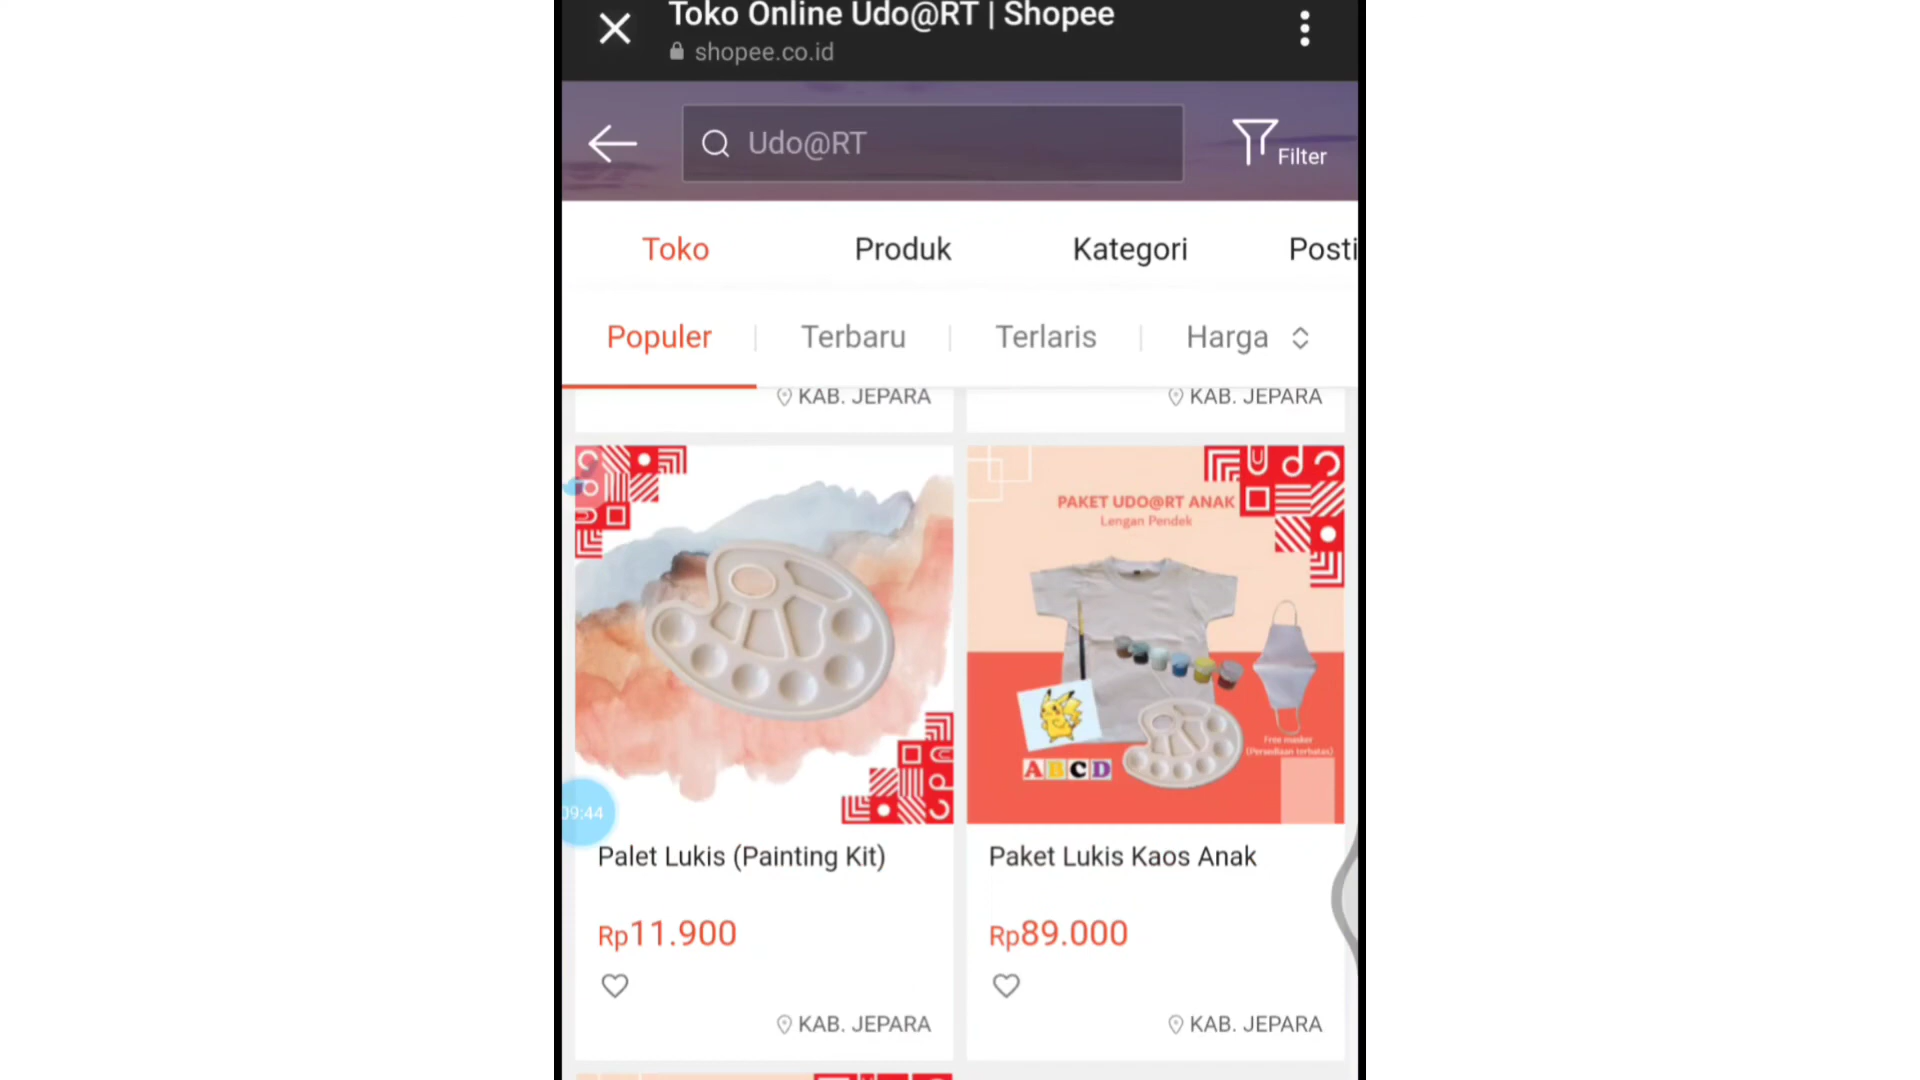 Toko Online Udo@RT | Shopee
shopee.co.id
Udo@RT
Filter
Toko Produk Kategori Posti
Populer Terbaru Terlaris Harga
KAB. JEPARA
KAB. JEPARA
PAKET UDO@RT ANAK
Lengan Pendek
Free masker
(Persediaan terbatas)
ABCD
09:44
Palet Lukis (Painting Kit)
Rp11.900
KAB. JEPARA
Paket Lukis Kaos Anak
Rp89.000
KAB. JEPARA